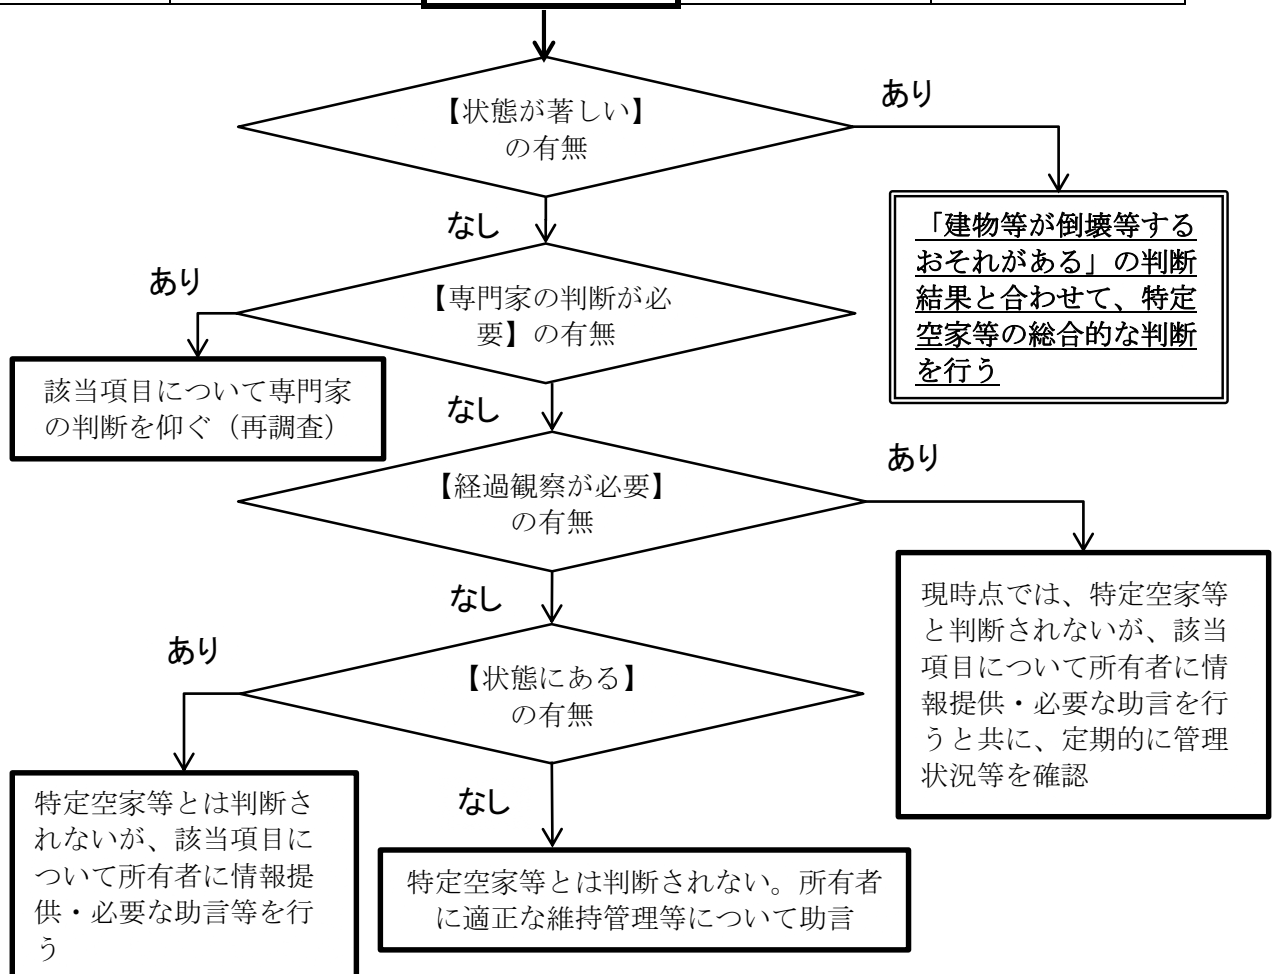 【状態が著しい】
の有無
あり
「建物等が倒壊等する
おそれがある」の判断
結果と合わせて、特定
空家等の総合的な判断
を行う
なし
あり
【専門家の判断が必
要】の有無
該当項目について専門家
の判断を仰ぐ（再調査）
なし
【経過観察が必要】
の有無
あり
現時点では、特定空家等
と判断されないが、該当
項目について所有者に情
報提供・必要な助言を行
うと共に、定期的に管理
状況等を確認
なし
あり
【状態にある】
の有無
特定空家等とは判断さ
れないが、該当項目に
ついて所有者に情報提
供・必要な助言等を行
う
なし
特定空家等とは判断されない。所有者
に適正な維持管理等について助言